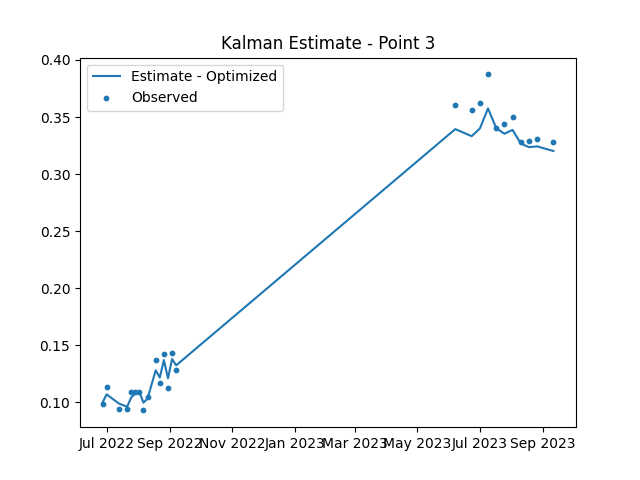 Kalman Estimate - Point 3
Estimate - Optimized
Observed
0.40
0.35
0.30
0.25
0.20
0.15
0.10
Jul 2022 Sep 2022 Nov 2022 Jan 2023 Mar 2023 May 2023 Jul 2023 Sep 2023